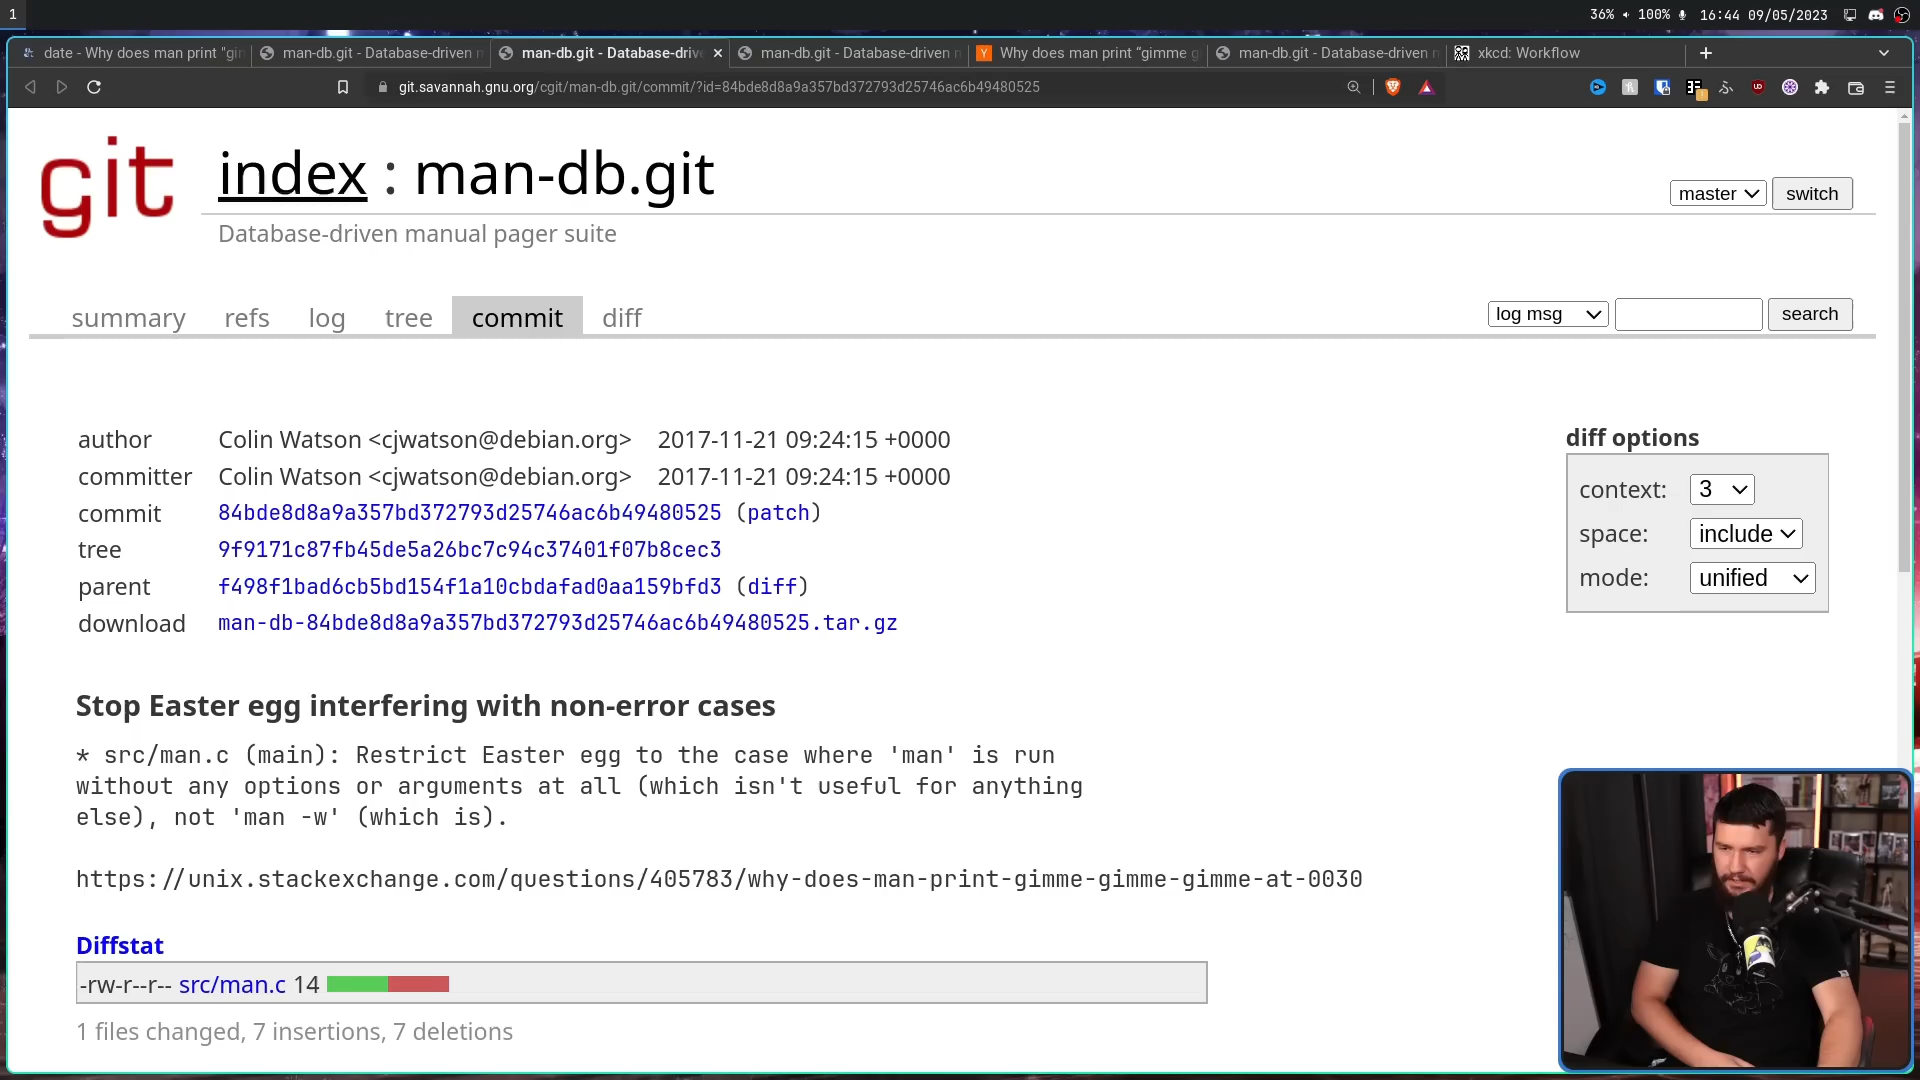 1
36% 100% 16:44 09/05/2023
date - Why does man print "gim
man-db.git - Database-driven m
man-db.git - Database-drive
man-db.git - Database-driven m
Why does man print “gimme g
man-db.git - Database-driven m
xkcd: Workflow
git.savannah.gnu.org/cgit/man-db.git/commit/?id=84bde8d8a9a357bd372793d25746ac6b49480525
git
index : man-db.git
master switch
Database-driven manual pager suite
summary refs log tree commit diff
log msg search
author Colin Watson <cjwatson@debian.org> 2017-11-21 09:24:15 +0000
committer Colin Watson <cjwatson@debian.org> 2017-11-21 09:24:15 +0000
commit 84bde8d8a9a357bd372793d25746ac6b49480525 (patch)
tree 9f9171c87fb45de5a26bc7c94c37401f07b8cec3
parent f498f1bad6cb5bd154f1a10cbdafad0aa159bfd3 (diff)
download man-db-84bde8d8a9a357bd372793d25746ac6b49480525.tar.gz
diff options
context: 3
space: include
mode: unified
Stop Easter egg interfering with non-error cases
* src/man.c (main): Restrict Easter egg to the case where 'man' is run
without any options or arguments at all (which isn't useful for anything
else), not 'man -w' (which is).
https://unix.stackexchange.com/questions/405783/why-does-man-print-gimme-gimme-gimme-at-0030
Diffstat
-rw-r--r-- src/man.c 14
1 files changed, 7 insertions, 7 deletions